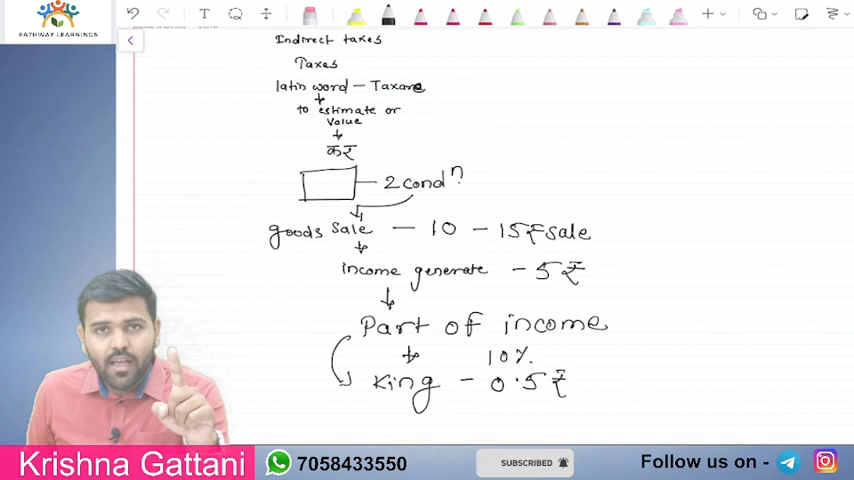 PATHWAY LEARNINGS
Indirect taxes
Taxes
latin word - Taxare
to estimate or
value
कर
2 condⁿ
goods sale - 10 - 15₹ sale
income generate - 5₹
Part of income
10%
King - 0.5₹
Krishna Gattani
7058433550
SUBSCRIBED
Follow us on -